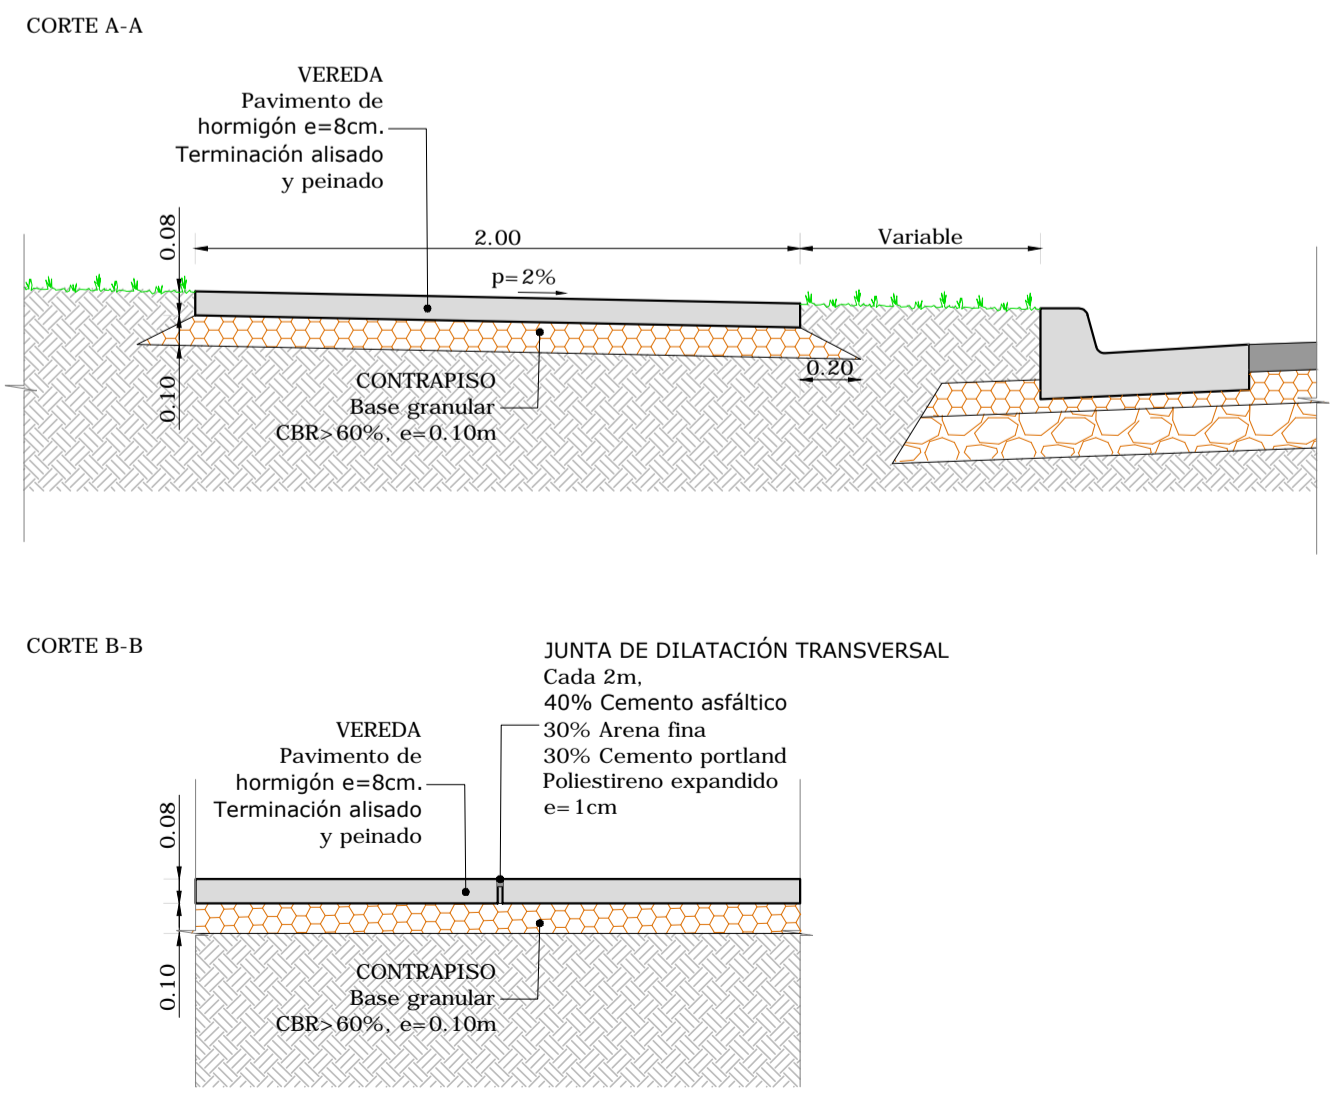 CORTE A-A
VEREDA
Pavimento de
hormigón e=8cm.
Terminación alisado
y peinado
0.08
2.00
Variable
p=2%
0.10
0.20
CONTRAPISO
Base granular
CBR>60%, e=0.10m
CORTE B-B
JUNTA DE DILATACIÓN TRANSVERSAL
Cada 2m,
40% Cemento asfáltico
30% Arena fina
30% Cemento portland
Poliestireno expandido
e=1cm
VEREDA
Pavimento de
hormigón e=8cm.
Terminación alisado
y peinado
0.08
0.10
CONTRAPISO
Base granular
CBR>60%, e=0.10m